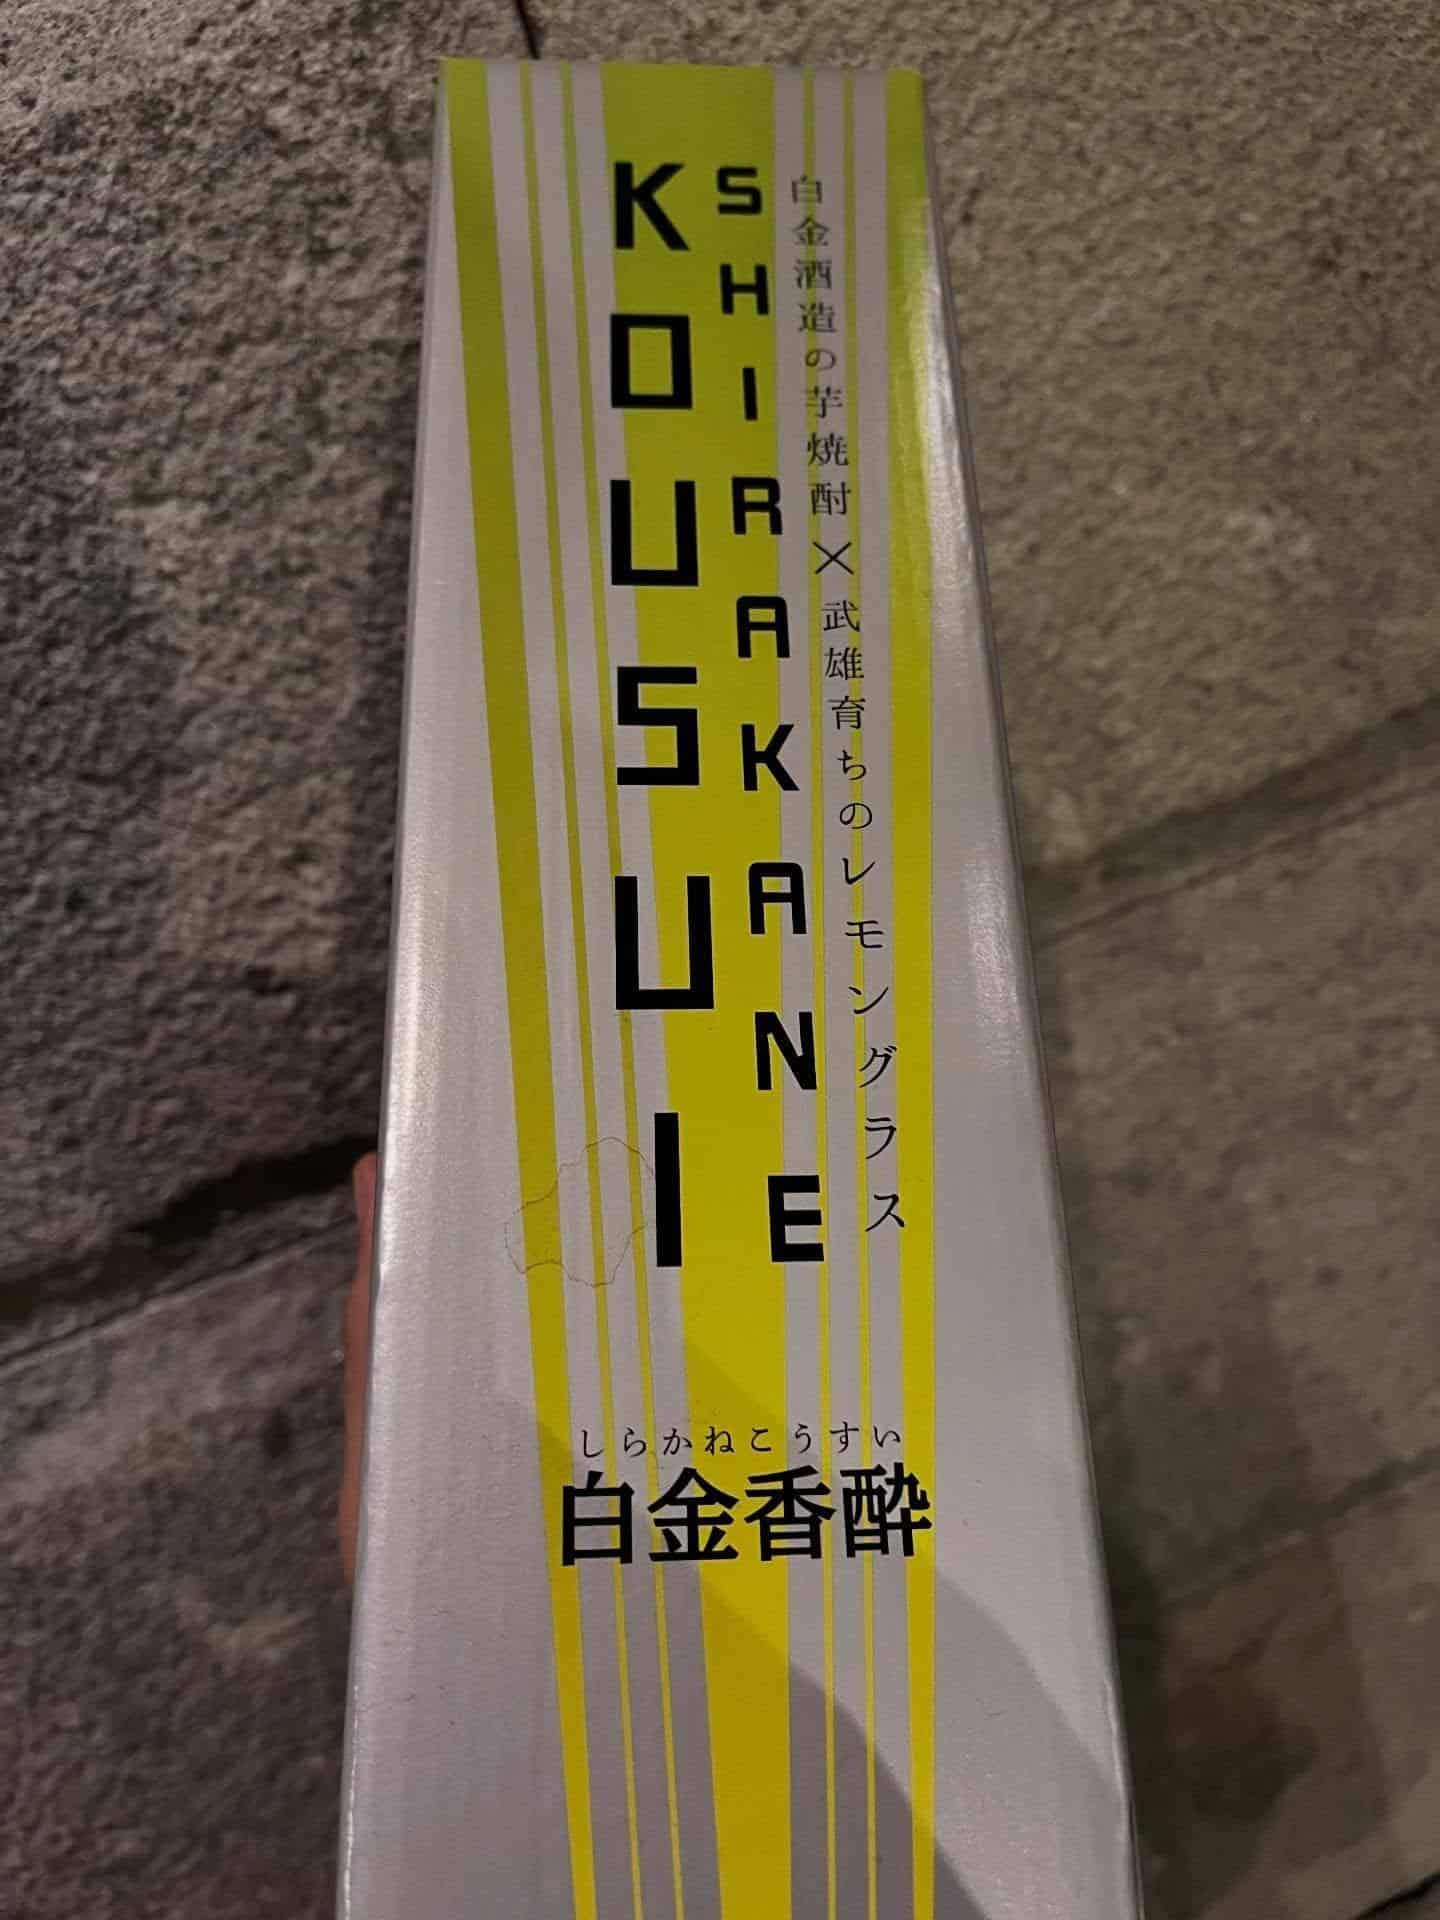 白金酒造の芋焼酎×武雄育ちのレモングラス
SHIRAKANE
KOUSUI
しらかねこうすい
白金香酔